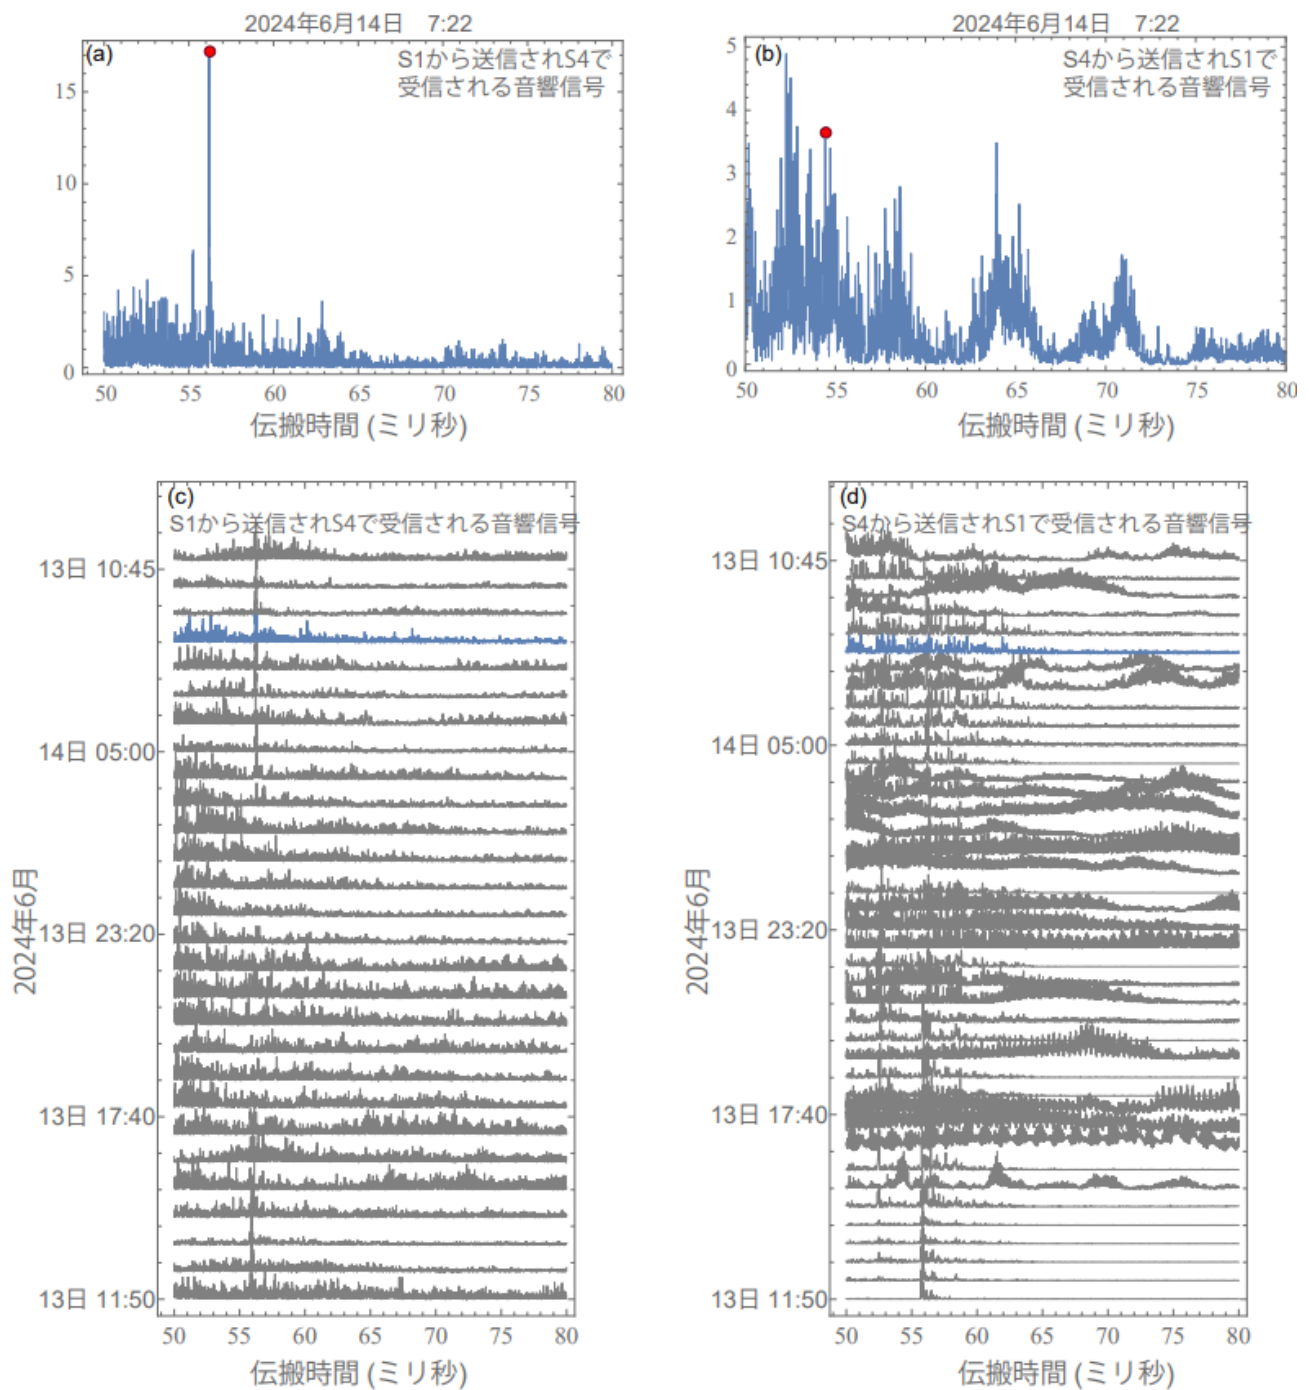 2024年6月14日 7:22
(a)
S1から送信されS4で
受信される音響信号
15
10
5
0
50 55 60 65 70 75 80
伝搬時間 (ミリ秒)
2024年6月14日 7:22
(b)
S4から送信されS1で
受信される音響信号
5
4
3
2
1
0
50 55 60 65 70 75 80
伝搬時間 (ミリ秒)
(c)
S1から送信されS4で受信される音響信号
13日 10:45
14日 05:00
13日 23:20
13日 17:40
13日 11:50
2024年6月
50 55 60 65 70 75 80
伝搬時間 (ミリ秒)
(d)
S4から送信されS1で受信される音響信号
13日 10:45
14日 05:00
13日 23:20
13日 17:40
13日 11:50
2024年6月
50 55 60 65 70 75 80
伝搬時間 (ミリ秒)